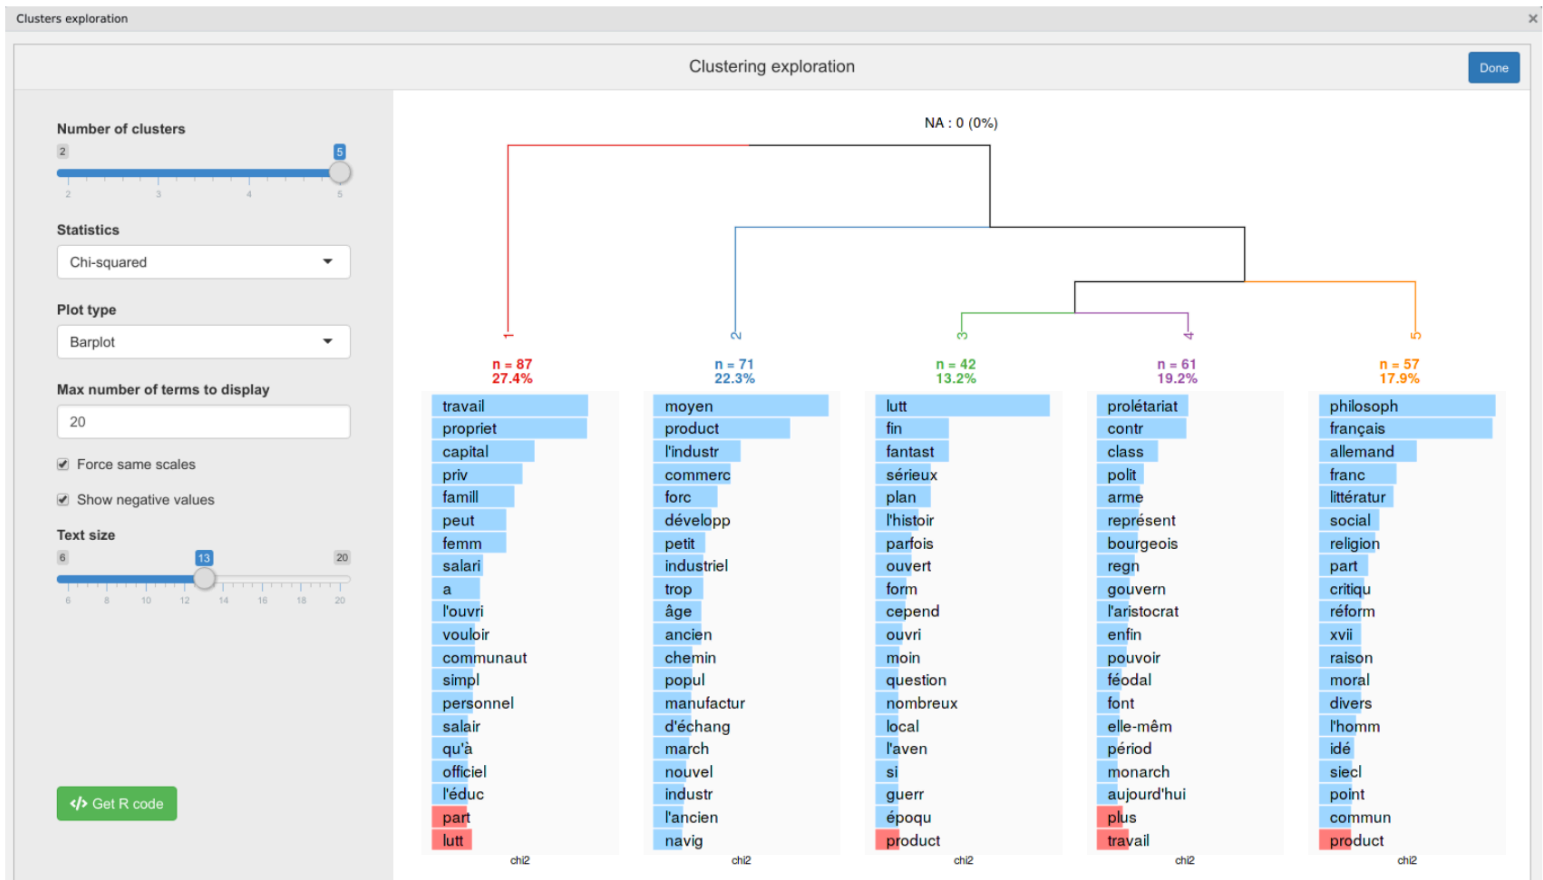 Clusters exploration ×
Clustering exploration
Done
Number of clusters
2 5
2 3 4 5
Statistics
Chi-squared
Plot type
Barplot
Max number of terms to display
20
Force same scales
Show negative values
Text size
6 13 20
6 8 10 12 14 16 18 20
</> Get R code
NA : 0 (0%)
1 2 3 4 5
n = 87
27.4%
travail
propriet
capital
priv
famill
peut
femm
salari
a
l'ouvri
vouloir
communaut
simpl
personnel
salair
qu'à
officiel
l'éduc
part
lutt
chi2
n = 71
22.3%
moyen
product
l'industr
commerc
forc
développ
petit
industriel
trop
âge
ancien
chemin
popul
manufactur
d'échang
march
nouvel
industr
l'ancien
navig
chi2
n = 42
13.2%
lutt
fin
fantast
sérieux
plan
l'histoir
parfois
ouvert
form
cepend
ouvri
moin
question
nombreux
local
l'aven
si
guerr
époqu
product
chi2
n = 61
19.2%
prolétariat
contr
class
polit
arme
représent
bourgeois
regn
gouvern
l'aristocrat
enfin
pouvoir
féodal
font
elle-mêm
périod
monarch
aujourd'hui
plus
travail
chi2
n = 57
17.9%
philosoph
français
allemand
franc
littératur
social
religion
part
critiqu
réform
xvii
raison
moral
divers
l'homm
idé
siecl
point
commun
product
chi2